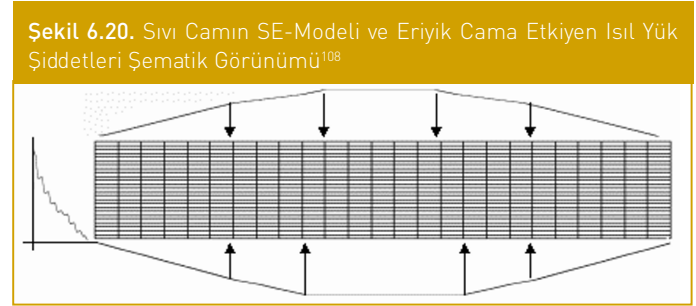 Şekil 6.20. Sıvı Camın SE-Modeli ve Eriyik Cama Etkiyen Isıl Yük
Şiddetleri Şematik Görünümü¹⁰⁸